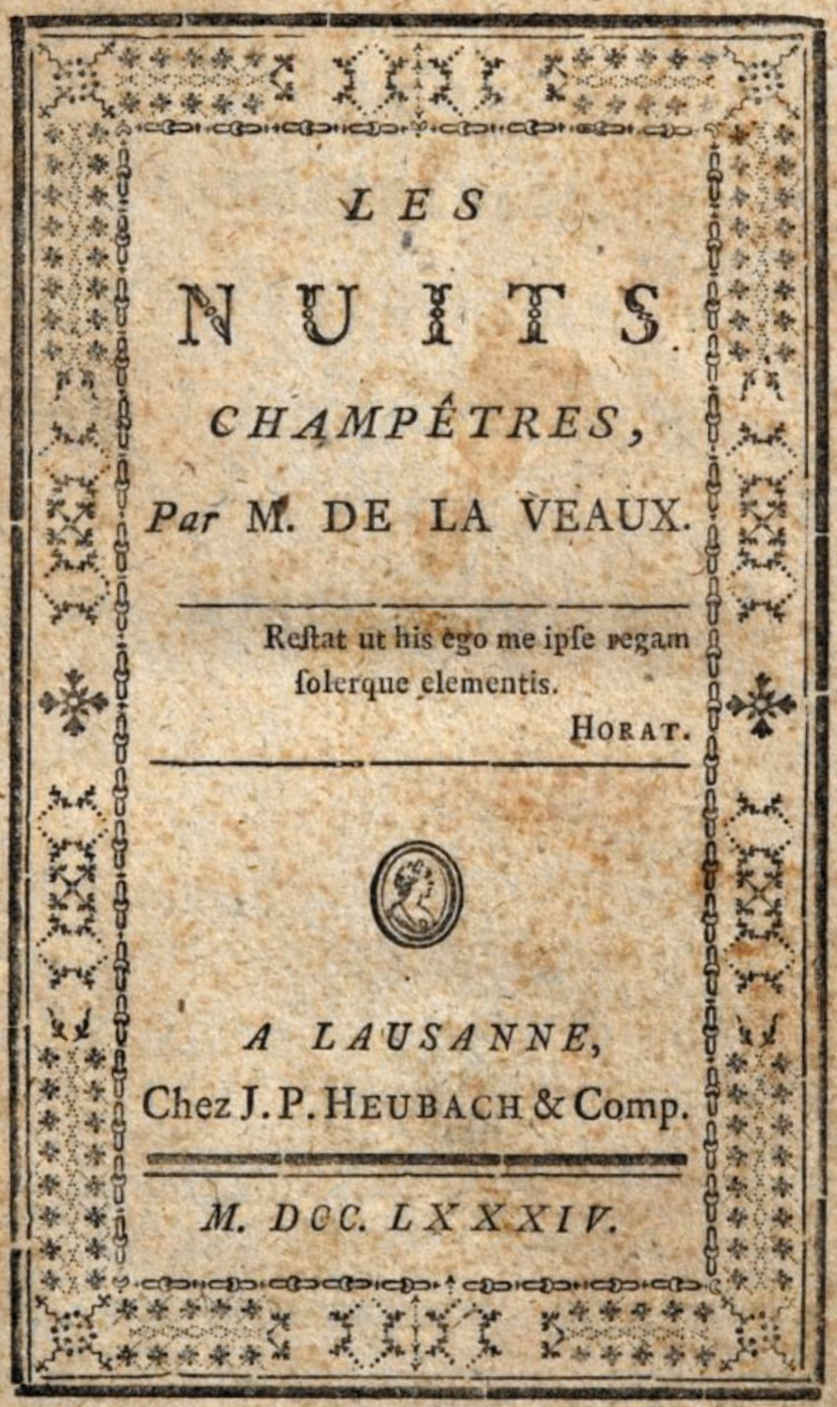 LES
NUITS
CHAMPÊTRES,
Par M. DE LA VEAUX.
Reſtat ut his ego me ipſe regam
ſolerque elementis.
HORAT.
A LAUSANNE,
Chez J. P. HEUBACH & Comp.
M. DCC. LXXXIV.